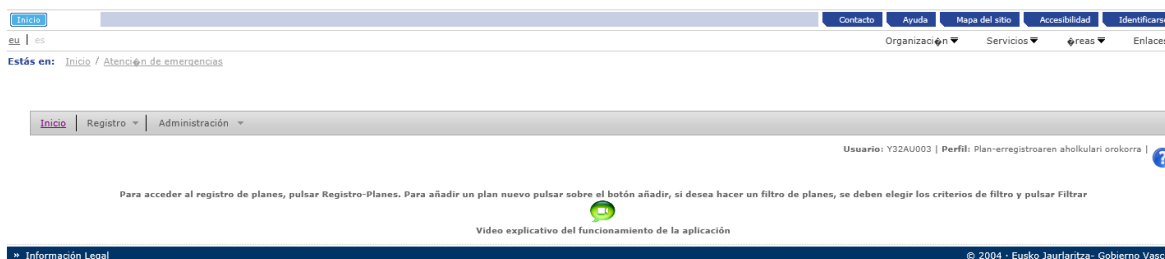 Inicio Contacto Ayuda Mapa del sitio Accesibilidad Identificarse
eu | es Organizaci�n▼ Servicios▼ �reas▼ Enlaces
Estás en: Inicio / Atenci�n de emergencias
Inicio | Registro ▼ | Administración ▼
Usuario: Y32AU003 | Perfil: Plan-erregistroaren aholkulari orokorra | ?
Para acceder al registro de planes, pulsar Registro-Planes. Para añadir un plan nuevo pulsar sobre el botón añadir, si desea hacer un filtro de planes, se deben elegir los criterios de filtro y pulsar Filtrar
Video explicativo del funcionamiento de la aplicación
» Información Legal © 2004 - Eusko Jaurlaritza- Gobierno Vasc